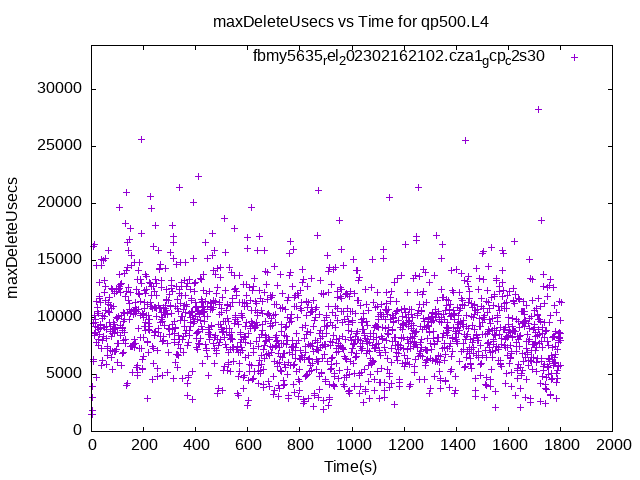 maxDeleteUsecs vs Time for qp500.L4
fbmy5635_rel_202302162102.cza1_gcp_c2s30
30000
25000
20000
15000
10000
5000
0
maxDeleteUsecs
0 200 400 600 800 1000 1200 1400 1600 1800 2000
Time(s)